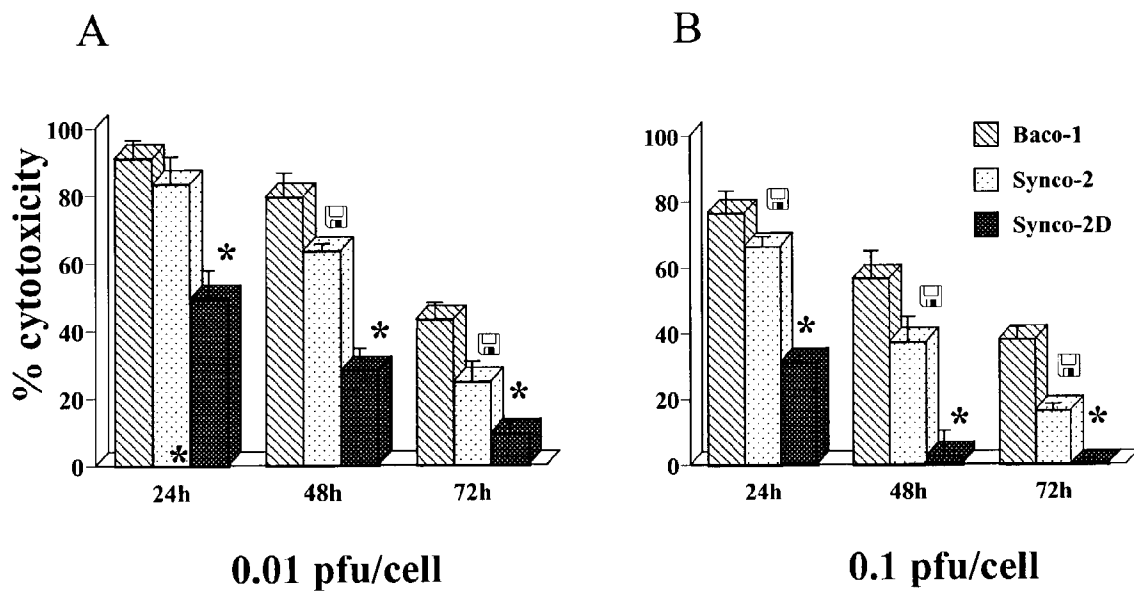 A
B
% cytotoxicity
100
80
60
40
20
0
*
*
*
*
24h
48h
72h
0.01 pfu/cell
100
80
60
40
20
0
*
*
*
24h
48h
72h
Baco-1
Synco-2
Synco-2D
0.1 pfu/cell